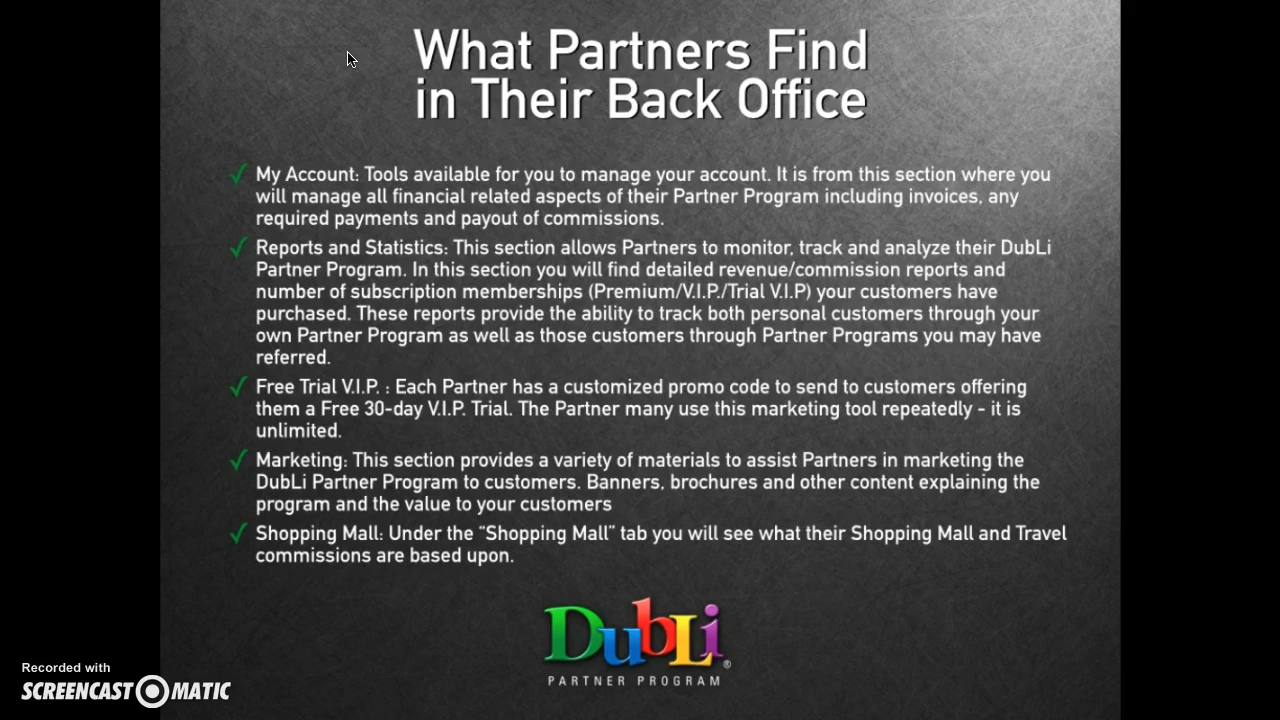 What Partners Find
in Their Back Office
My Account: Tools available for you to manage your account. It is from this section where you
will manage all financial related aspects of their Partner Program including invoices, any
required payments and payout of commissions.
Reports and Statistics: This section allows Partners to monitor, track and analyze their DubLi
Partner Program. In this section you will find detailed revenue/commission reports and
number of subscription memberships (Premium/V.I.P./Trial V.I.P) your customers have
purchased. These reports provide the ability to track both personal customers through your
own Partner Program as well as those customers through Partner Programs you may have
referred.
Free Trial V.I.P. : Each Partner has a customized promo code to send to customers offering
them a Free 30-day V.I.P. Trial. The Partner many use this marketing tool repeatedly - it is
unlimited.
Marketing: This section provides a variety of materials to assist Partners in marketing the
DubLi Partner Program to customers. Banners, brochures and other content explaining the
program and the value to your customers
Shopping Mall: Under the “Shopping Mall” tab you will see what their Shopping Mall and Travel
commissions are based upon.
DubLi®
PARTNER PROGRAM
Recorded with
SCREENCAST MATIC